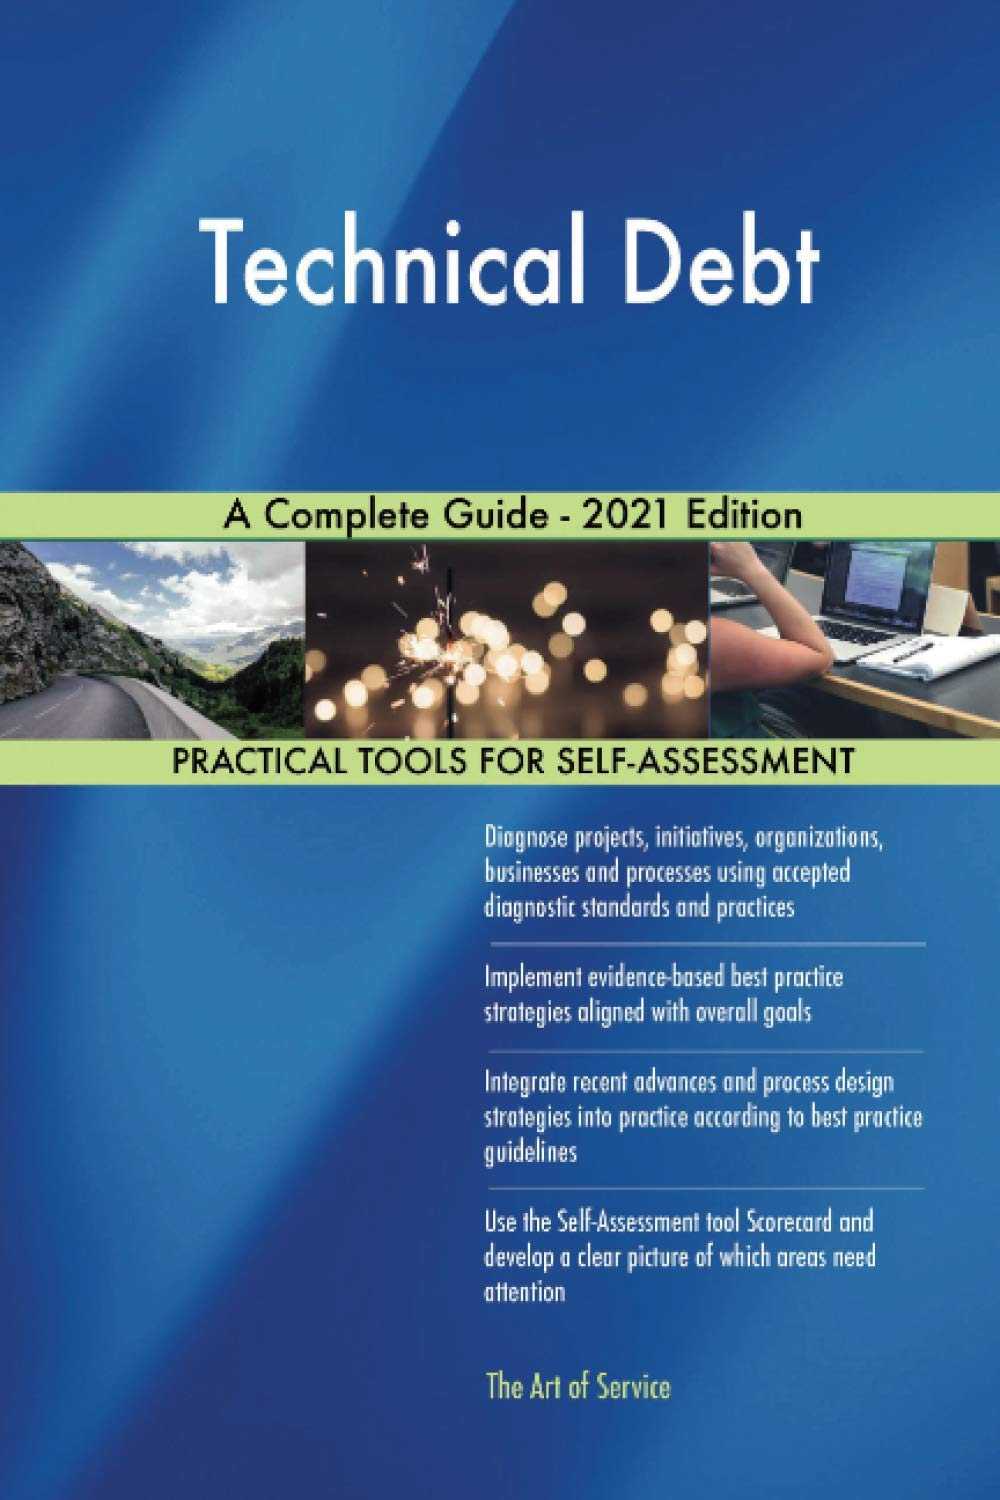 Technical Debt
A Complete Guide - 2021 Edition
PRACTICAL TOOLS FOR SELF-ASSESSMENT
Diagnose projects, initiatives, organizations,
businesses and processes using accepted
diagnostic standards and practices
Implement evidence-based best practice
strategies aligned with overall goals
Integrate recent advances and process design
strategies into practice according to best practice
guidelines
Use the Self-Assessment tool Scorecard and
develop a clear picture of which areas need
attention
The Art of Service